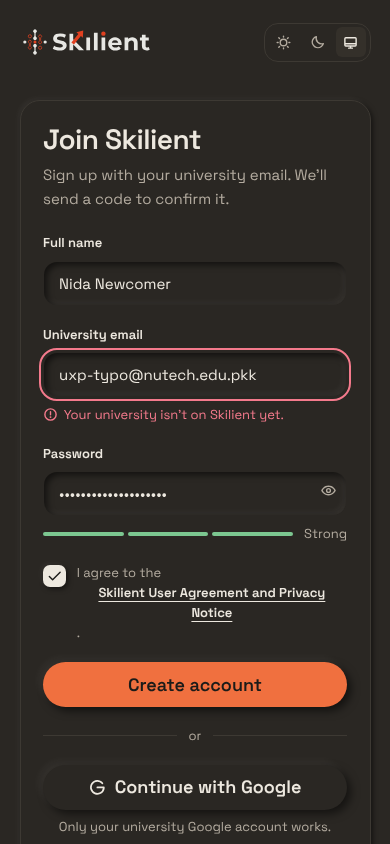 Skilient
Join Skilient
Sign up with your university email. We'll
send a code to confirm it.
Full name
Nida Newcomer
University email
uxp-typo@nutech.edu.pkk
Your university isn't on Skilient yet.
Password
••••••••••••••••••••
Strong
I agree to the
Skilient User Agreement and Privacy
Notice
.
Create account
or
Continue with Google
Only your university Google account works.